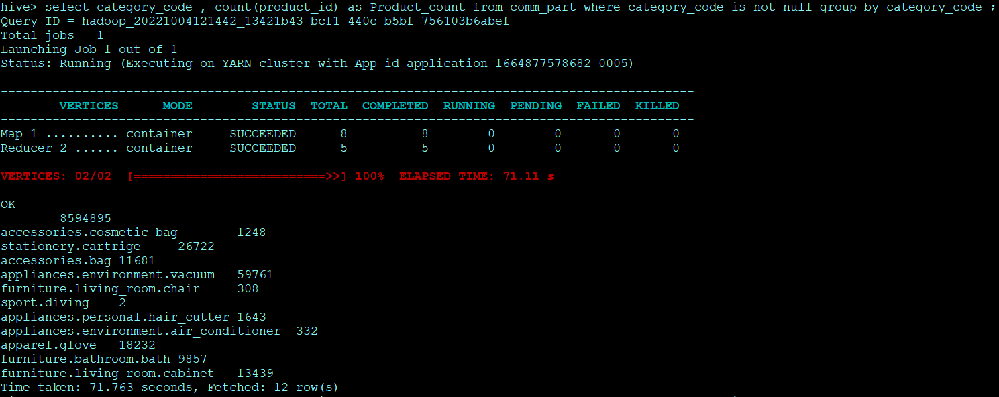 hive> select category_code , count(product_id) as Product_count from comm_part where category_code is not null group by category_code ;
Query ID = hadoop_20221004121442_13421b43-bcf1-440c-b5bf-756103b6abef
Total jobs = 1
Launching Job 1 out of 1
Status: Running (Executing on YARN cluster with App id application_1664877578682_0005)
----------------------------------------------------------------------------------------------
        VERTICES      MODE        STATUS  TOTAL  COMPLETED  RUNNING  PENDING  FAILED  KILLED
----------------------------------------------------------------------------------------------
Map 1 .......... container     SUCCEEDED      8          8        0        0       0       0
Reducer 2 ...... container     SUCCEEDED      5          5        0        0       0       0
----------------------------------------------------------------------------------------------
VERTICES: 02/02  [==========================>>] 100%  ELAPSED TIME: 71.11 s
----------------------------------------------------------------------------------------------
OK
        8594895
accessories.cosmetic_bag        1248
stationery.cartrige     26722
accessories.bag 11681
appliances.environment.vacuum   59761
furniture.living_room.chair     308
sport.diving    2
appliances.personal.hair_cutter 1643
appliances.environment.air_conditioner  332
apparel.glove   18232
furniture.bathroom.bath 9857
furniture.living_room.cabinet   13439
Time taken: 71.763 seconds, Fetched: 12 row(s)